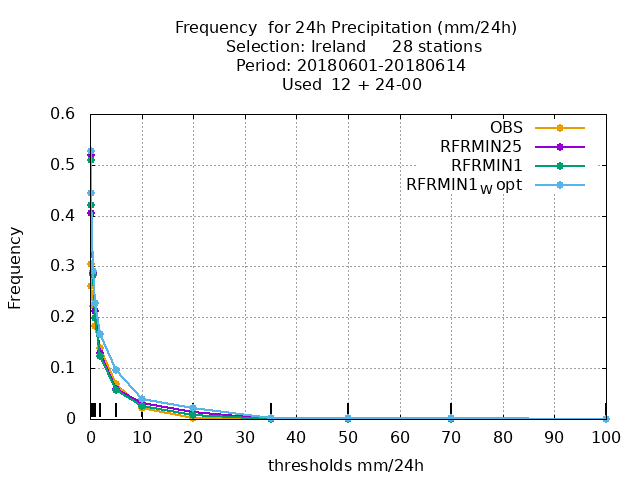 Frequency  for 24h Precipitation (mm/24h)
Selection: Ireland     28 stations
Period: 20180601-20180614
Used  12 + 24-00
OBS
RFRMIN25
RFRMIN1
RFRMIN1w opt
Frequency
0.6
0.5
0.4
0.3
0.2
0.1
0
0 10 20 30 40 50 60 70 80 90 100
thresholds mm/24h